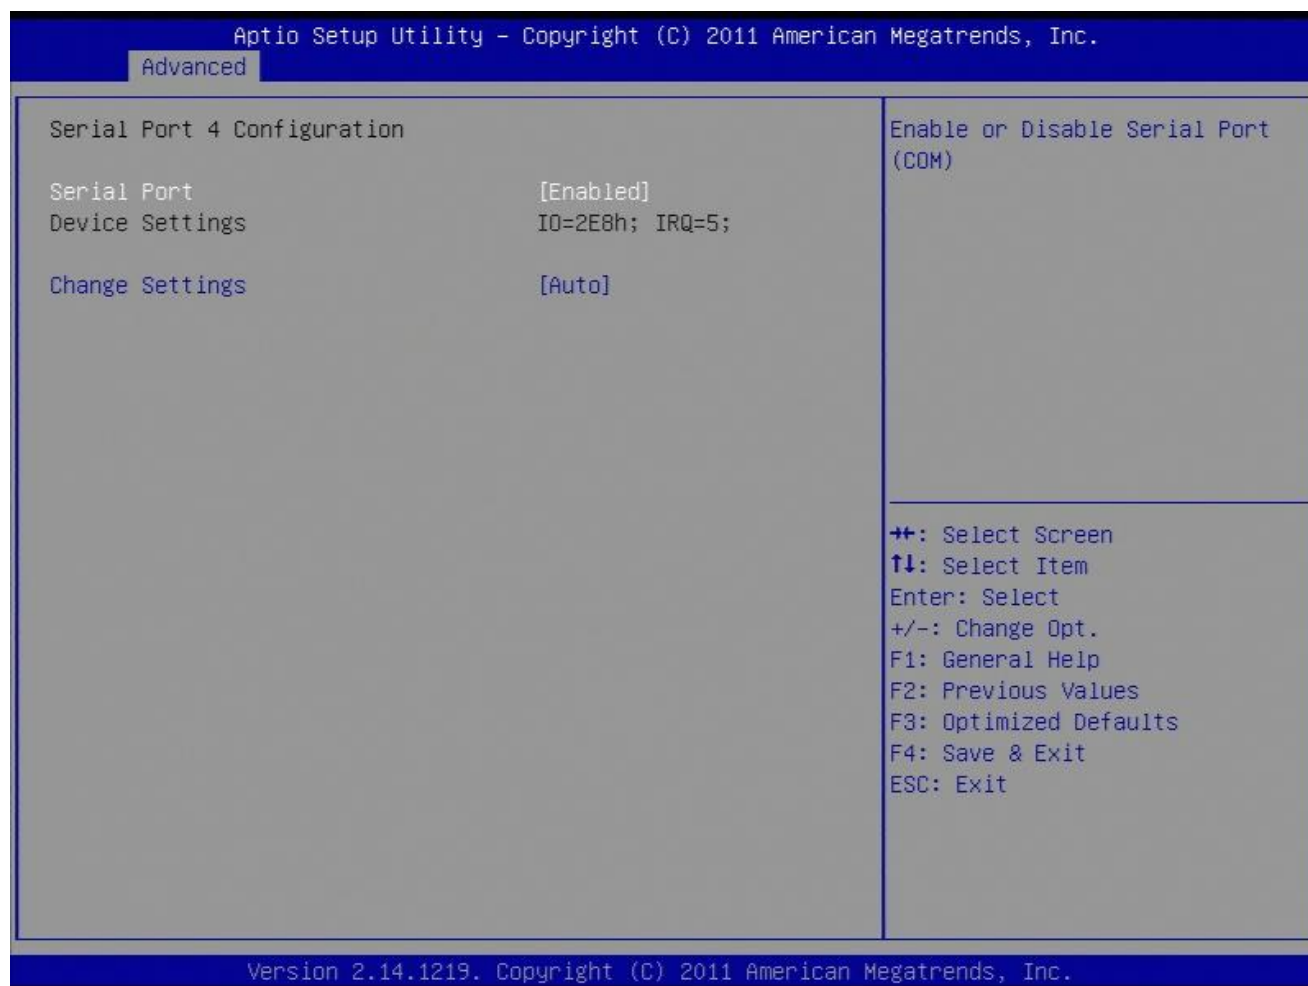 Aptio Setup Utility – Copyright (C) 2011 American Megatrends, Inc.
Advanced
Serial Port 4 Configuration
Serial Port [Enabled]
Device Settings IO=2E8h; IRQ=5;
Change Settings [Auto]
Enable or Disable Serial Port
(COM)
→←: Select Screen
↑↓: Select Item
Enter: Select
+/-: Change Opt.
F1: General Help
F2: Previous Values
F3: Optimized Defaults
F4: Save & Exit
ESC: Exit
Version 2.14.1219. Copyright (C) 2011 American Megatrends, Inc.